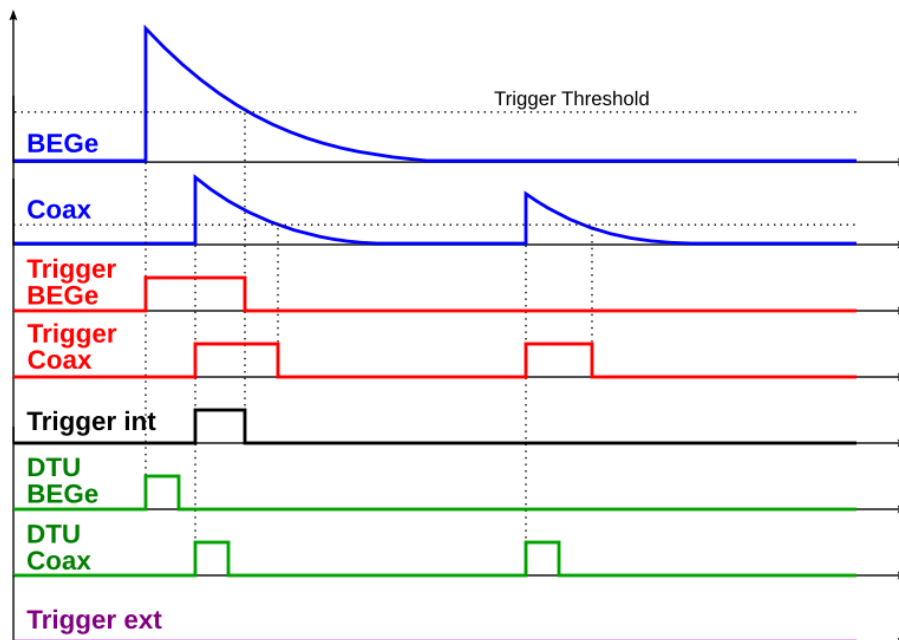 Trigger Threshold
BEGe
Coax
Trigger
BEGe
Trigger
Coax
Trigger int
DTU
BEGe
DTU
Coax
Trigger ext